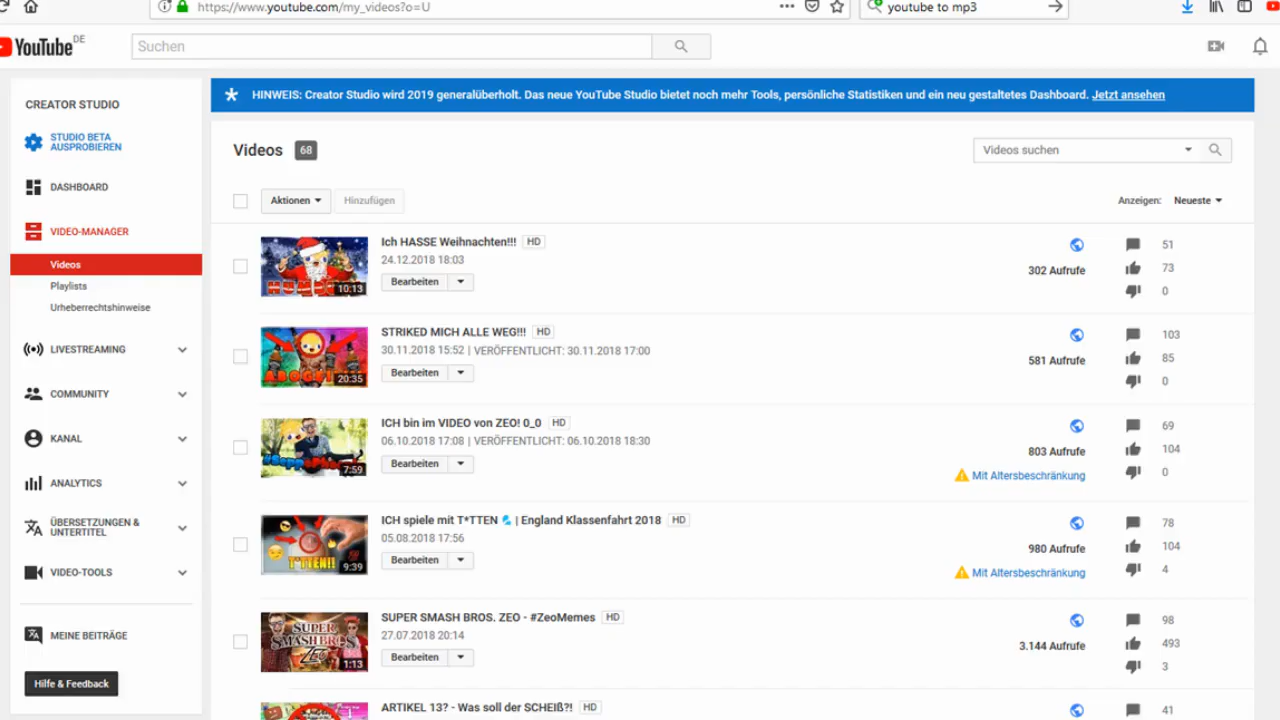 https://www.youtube.com/my_videos?o=U
youtube to mp3
YouTube DE
Suchen
CREATOR STUDIO
STUDIO BETA
AUSPROBIEREN
DASHBOARD
VIDEO-MANAGER
Videos
Playlists
Urheberrechtshinweise
LIVESTREAMING
COMMUNITY
KANAL
ANALYTICS
ÜBERSETZUNGEN &
UNTERTITEL
VIDEO-TOOLS
MEINE BEITRÄGE
Hilfe & Feedback
HINWEIS: Creator Studio wird 2019 generalüberholt. Das neue YouTube Studio bietet noch mehr Tools, persönliche Statistiken und ein neu gestaltetes Dashboard. Jetzt ansehen
Videos 68
Videos suchen
Aktionen Hinzufügen
Anzeigen: Neueste
10:13
Ich HASSE Weihnachten!!! HD
24.12.2018 18:03
Bearbeiten
302 Aufrufe
51
73
0
20:35
STRIKED MICH ALLE WEG!!! HD
30.11.2018 15:52 | VERÖFFENTLICHT: 30.11.2018 17:00
Bearbeiten
581 Aufrufe
103
85
0
7:59
ICH bin im VIDEO von ZEO! 0_0 HD
06.10.2018 17:08 | VERÖFFENTLICHT: 06.10.2018 18:30
Bearbeiten
803 Aufrufe
Mit Altersbeschränkung
69
104
0
T*TTEN!!
9:39
ICH spiele mit T*TTEN 💦 | England Klassenfahrt 2018 HD
05.08.2018 17:56
Bearbeiten
980 Aufrufe
Mit Altersbeschränkung
78
104
4
SUPER
SMASH BROS
ZEO
1:13
SUPER SMASH BROS. ZEO - #ZeoMemes HD
27.07.2018 20:14
Bearbeiten
3.144 Aufrufe
98
493
3
ARTIKEL 13? - Was soll der SCHEIß?! HD
41